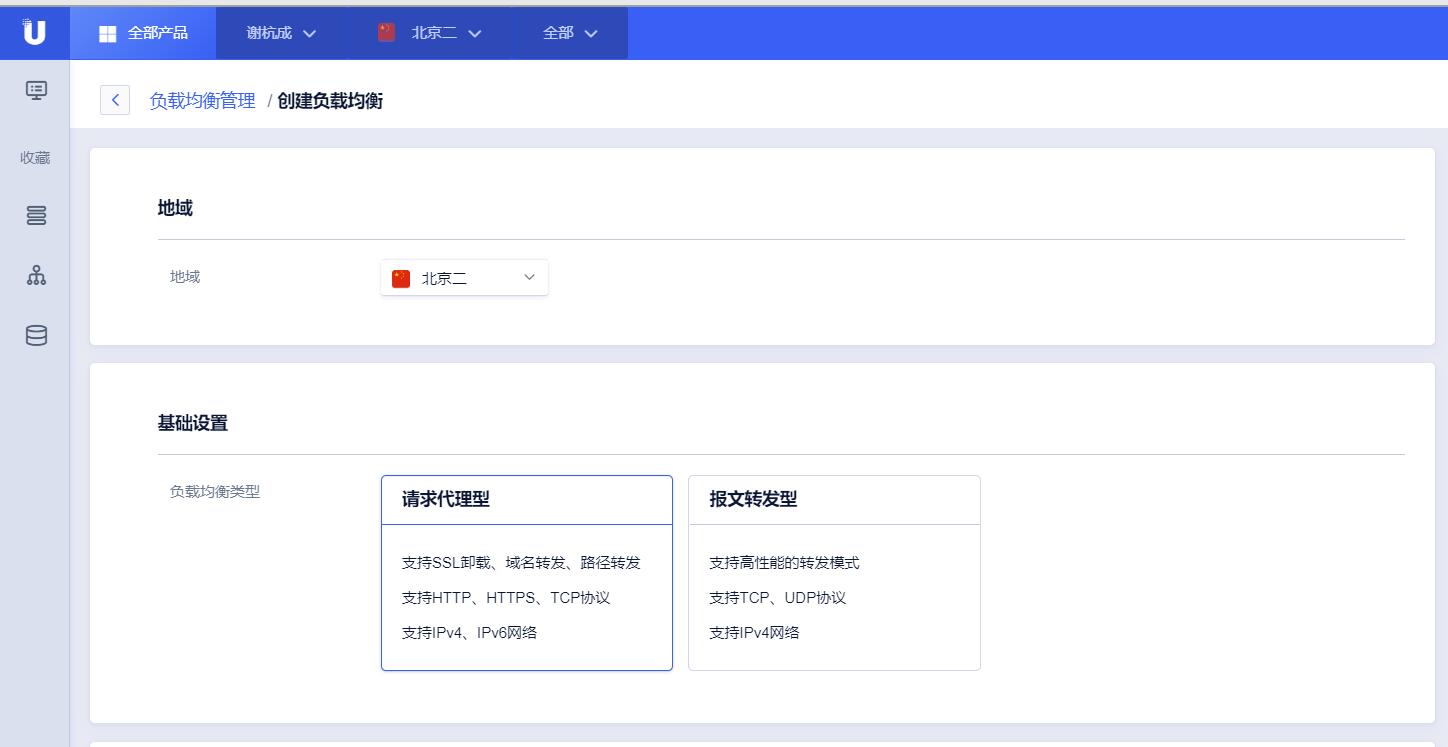 U 全部产品 谢杭成 北京二 全部
负载均衡管理 / 创建负载均衡
收藏
地域
地域 北京二
基础设置
负载均衡类型
请求代理型
支持SSL卸载、域名转发、路径转发
支持HTTP、HTTPS、TCP协议
支持IPv4、IPv6网络
报文转发型
支持高性能的转发模式
支持TCP、UDP协议
支持IPv4网络